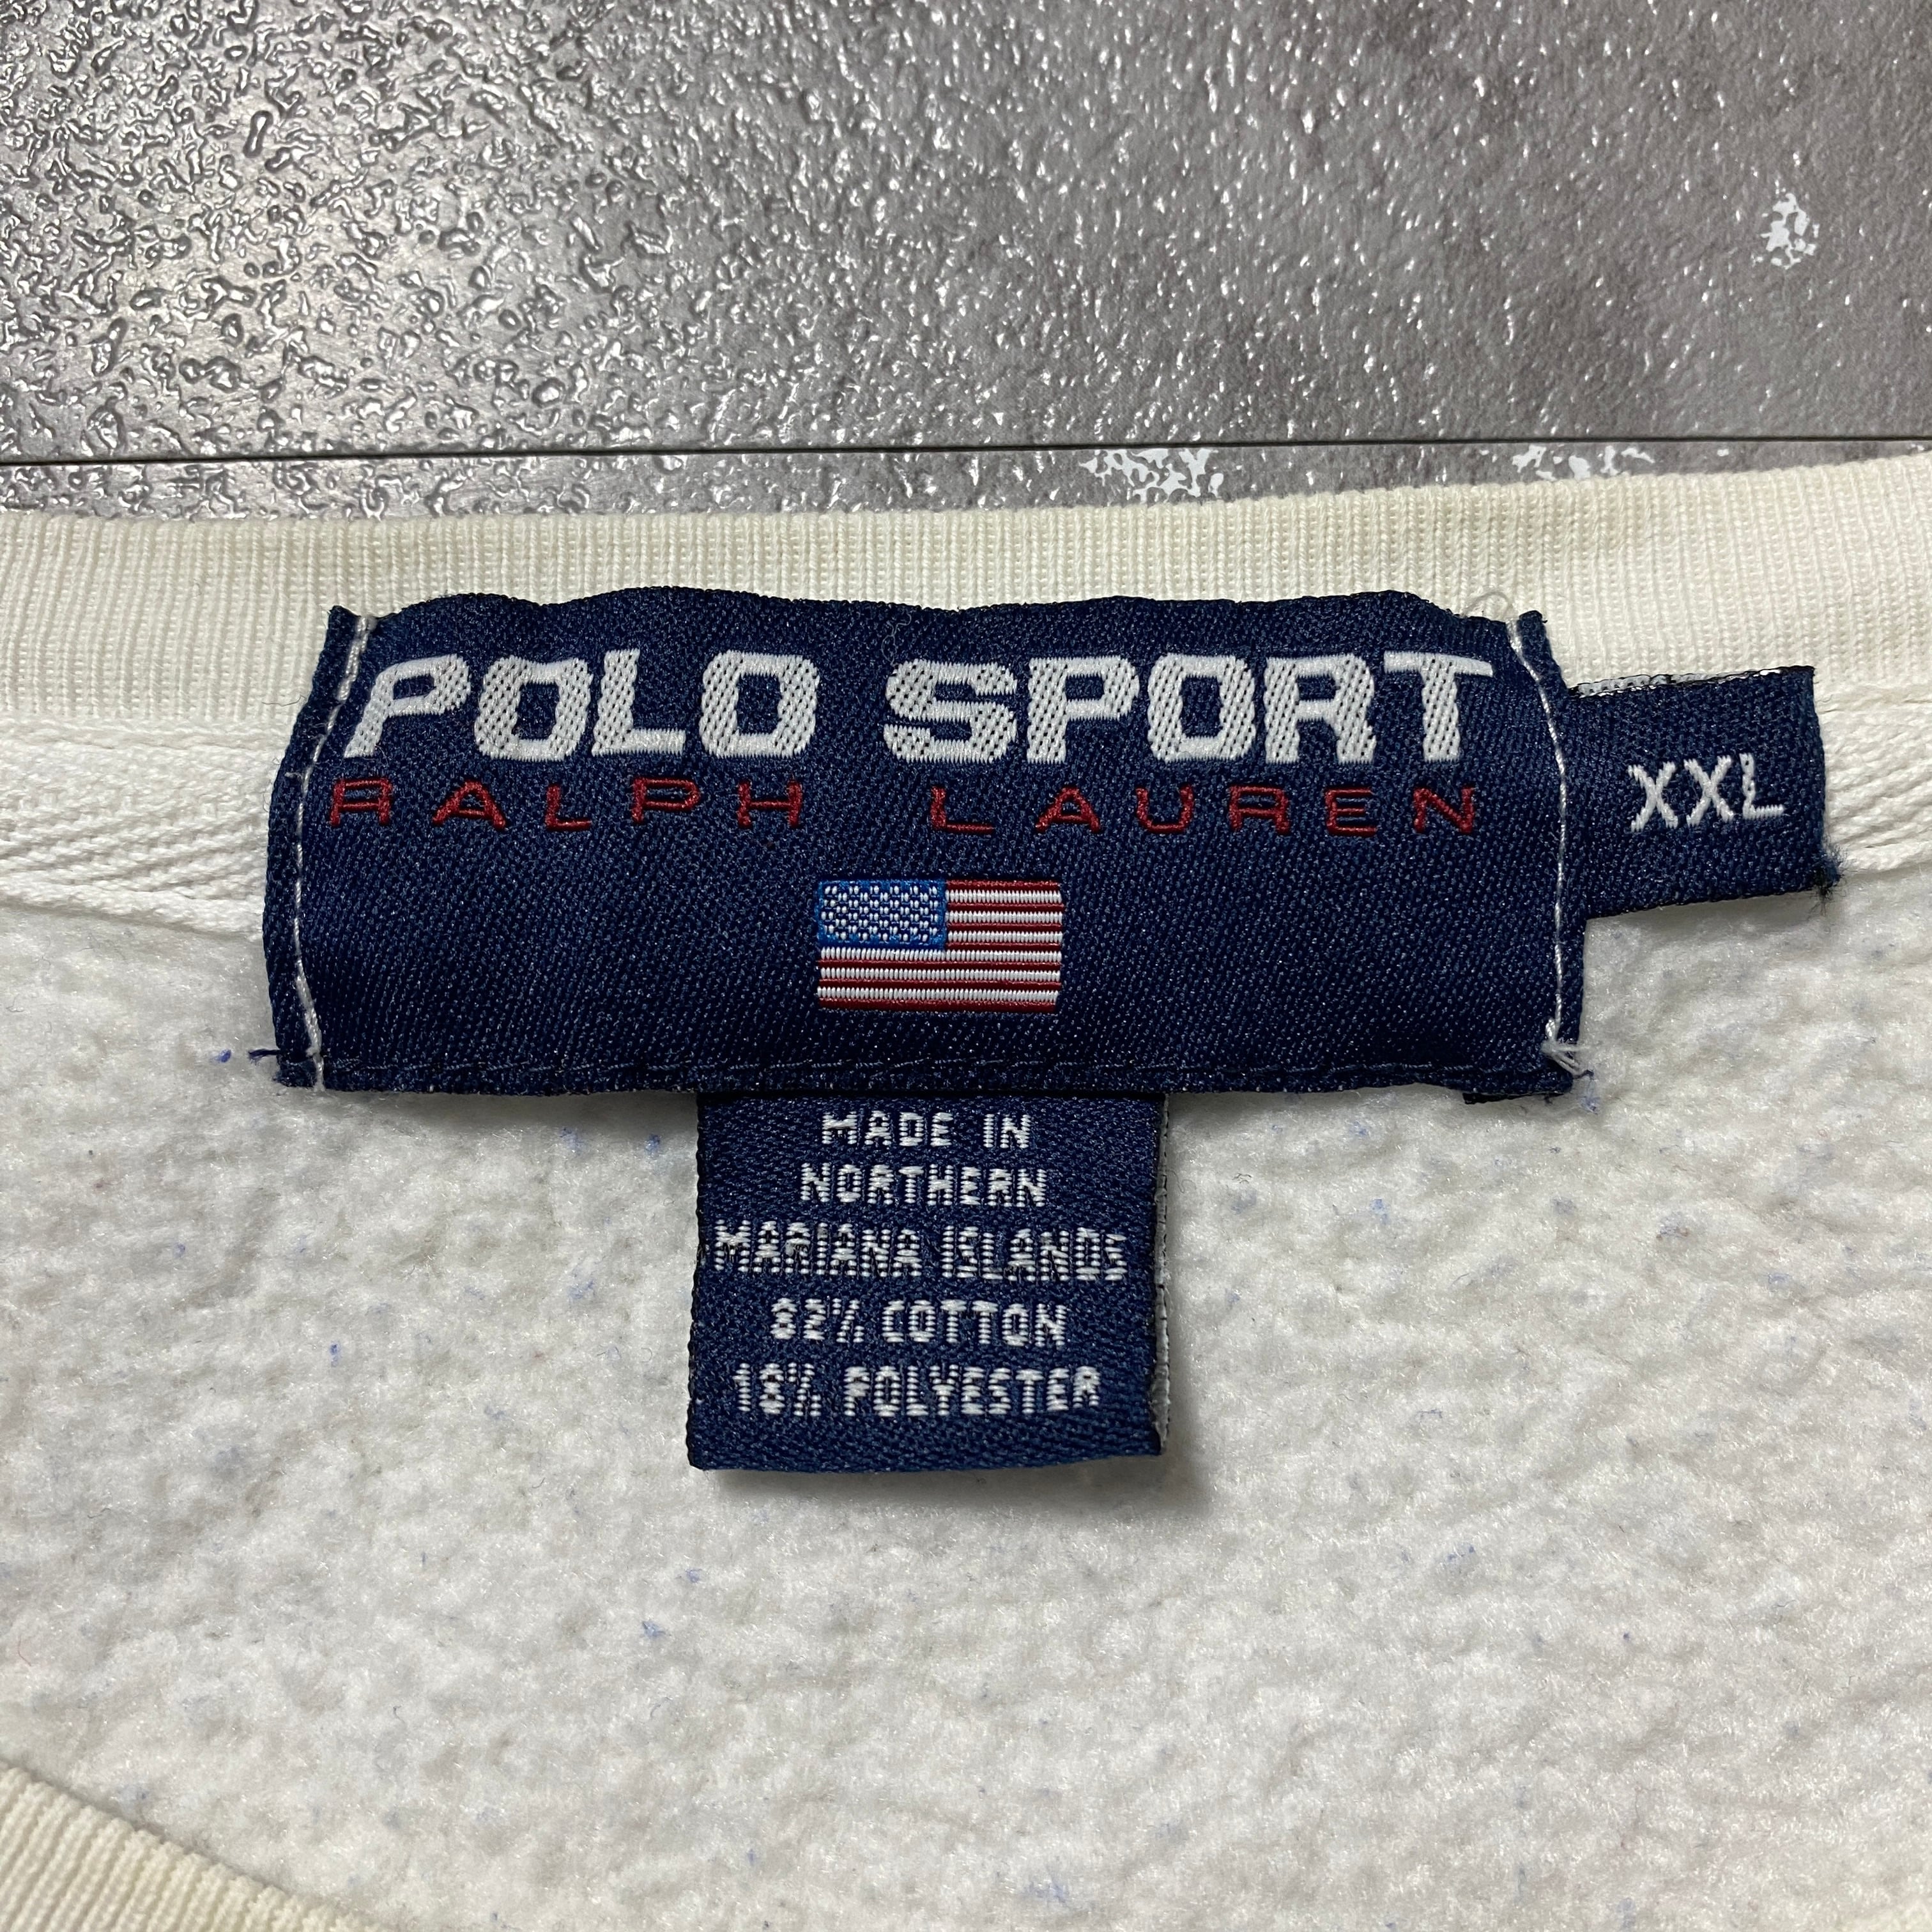 POLO SPORT
RALPH LAUREN
XXL
MADE IN
NORTHERN
MARIANA ISLANDS
82% COTTON
18% POLYESTER